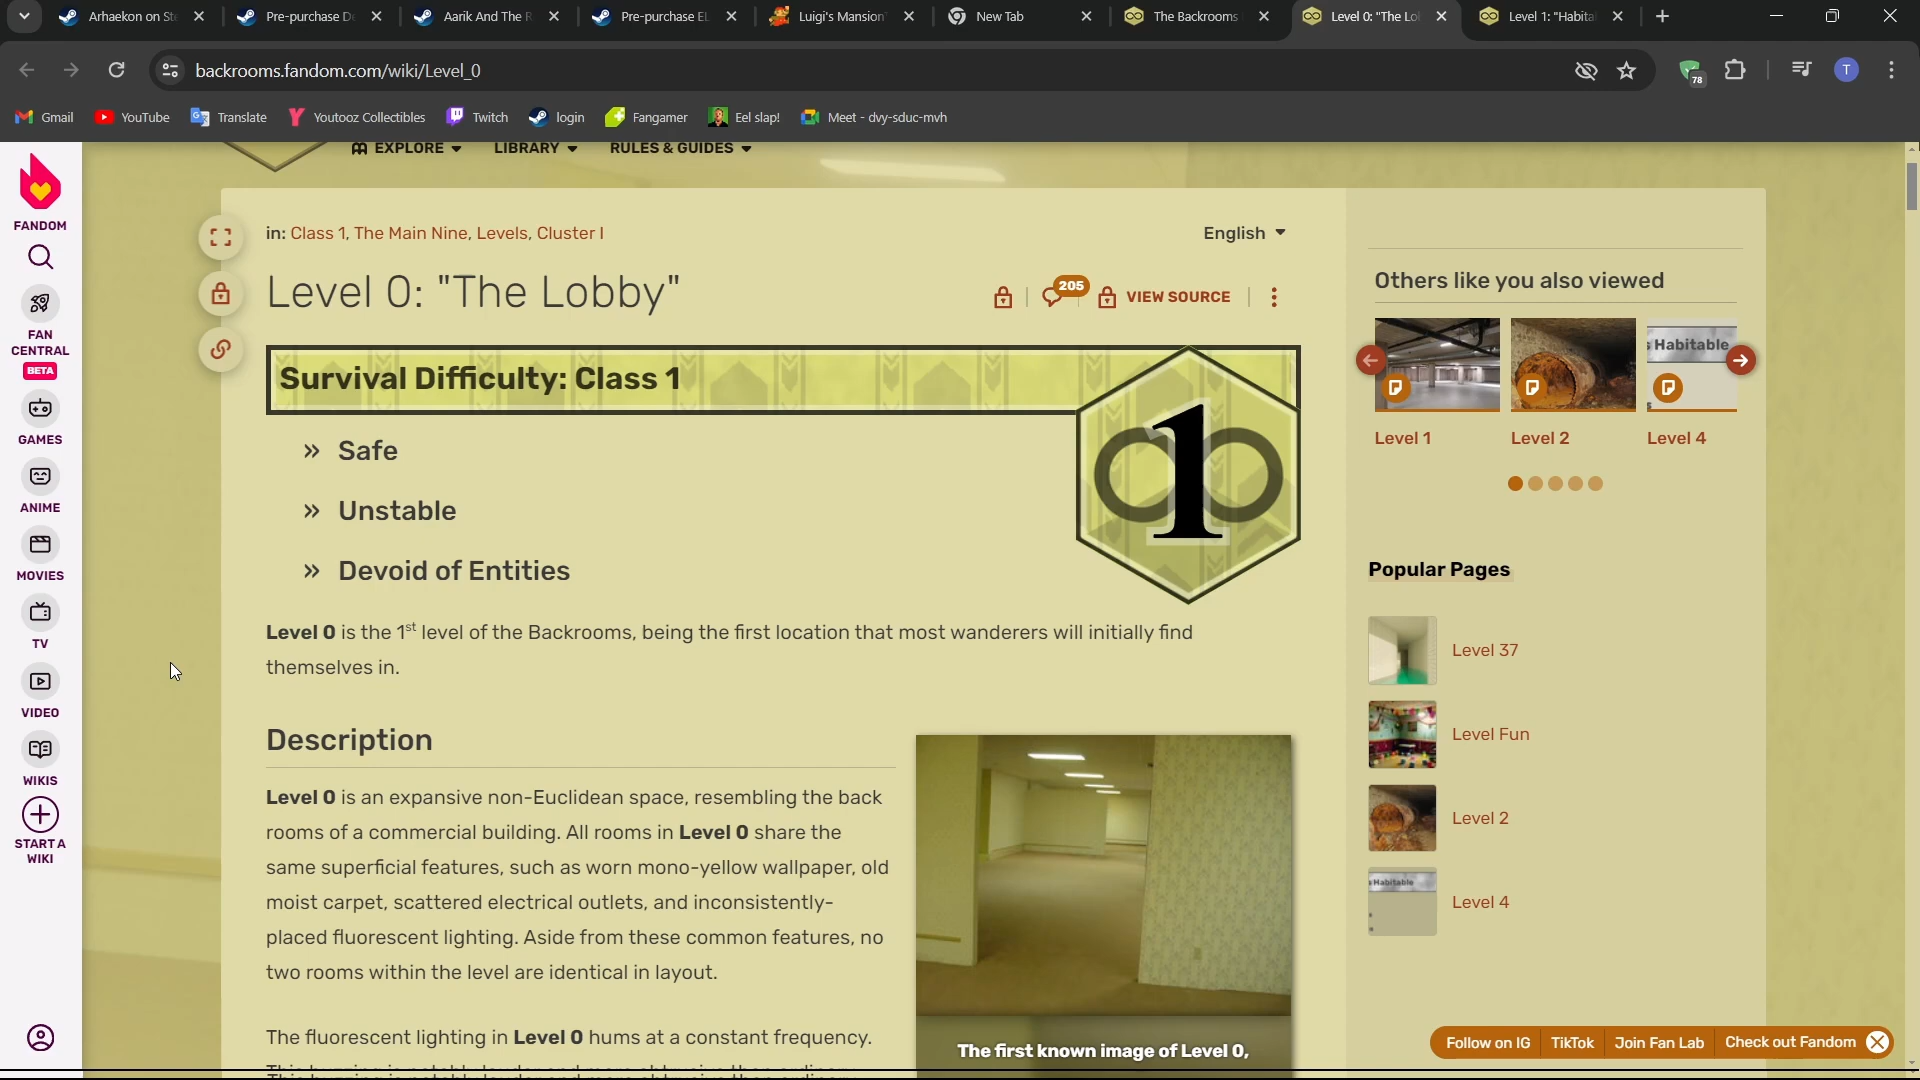 Arhaekon on St
Pre-purchase D
Aarik And The R
Pre-purchase EL
Luigi's Mansion
New Tab
The Backrooms
Level 0: "The Lo
Level 1: "Habita
backrooms.fandom.com/wiki/Level_0
78
T
Gmail
YouTube
Translate
Youtooz Collectibles
Twitch
login
Fangamer
Eel slap!
Meet - dvy-sduc-mvh
FANDOM
FAN
CENTRAL
BETA
GAMES
ANIME
MOVIES
TV
VIDEO
WIKIS
START A
WIKI
EXPLORE
LIBRARY
RULES & GUIDES
in: Class 1, The Main Nine, Levels, Cluster I
English
Level 0: "The Lobby"
205
VIEW SOURCE
Survival Difficulty: Class 1
1
» Safe
» Unstable
» Devoid of Entities
Level 0 is the 1st level of the Backrooms, being the first location that most wanderers will initially find
themselves in.
Description
Level 0 is an expansive non-Euclidean space, resembling the back
rooms of a commercial building. All rooms in Level 0 share the
same superficial features, such as worn mono-yellow wallpaper, old
moist carpet, scattered electrical outlets, and inconsistently-
placed fluorescent lighting. Aside from these common features, no
two rooms within the level are identical in layout.
The fluorescent lighting in Level 0 hums at a constant frequency.
The first known image of Level 0,
Others like you also viewed
s Habitable
Level 1
Level 2
Level 4
Popular Pages
Level 37
Level Fun
Level 2
s Habitable
Level 4
Follow on IG
TikTok
Join Fan Lab
Check out Fandom